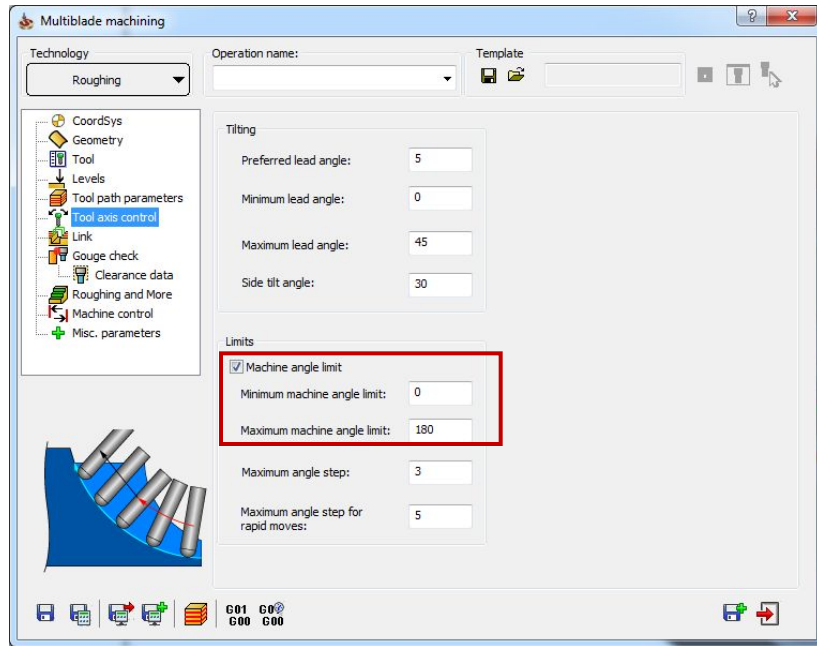 Multiblade machining
Technology
Operation name:
Template
Roughing
CoordSys
Geometry
Tool
Levels
Tool path parameters
Tool axis control
Link
Gouge check
Clearance data
Roughing and More
Machine control
Misc. parameters
Tilting
Preferred lead angle: 5
Minimum lead angle: 0
Maximum lead angle: 45
Side tilt angle: 30
Limits
Machine angle limit
Minimum machine angle limit: 0
Maximum machine angle limit: 180
Maximum angle step: 3
Maximum angle step for
rapid moves: 5
G01 G0
G00 G00